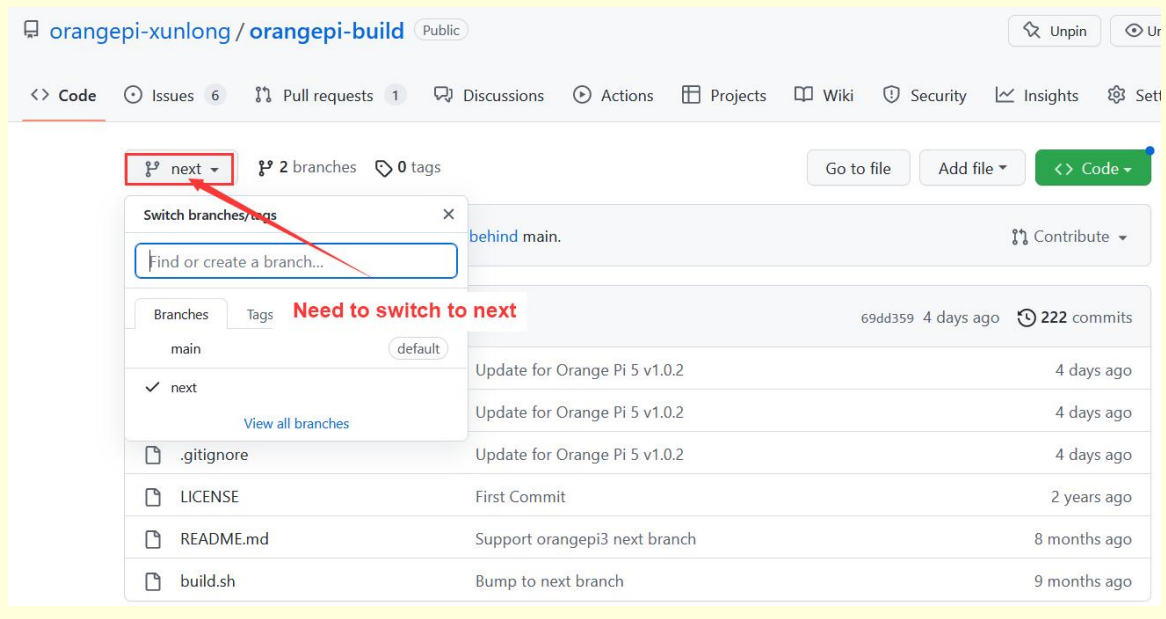 orangepi-xunlong / orangepi-build Public Unpin
Code Issues 6 Pull requests 1 Discussions Actions Projects Wiki Security Insights
next 2 branches 0 tags Go to file Add file Code
Switch branches/tags
behind main. Contribute
Find or create a branch...
Need to switch to next
Branches Tags
69dd359 4 days ago 222 commits
main default
Update for Orange Pi 5 v1.0.2 4 days ago
next
Update for Orange Pi 5 v1.0.2 4 days ago
View all branches
.gitignore Update for Orange Pi 5 v1.0.2 4 days ago
LICENSE First Commit 2 years ago
README.md Support orangepi3 next branch 8 months ago
build.sh Bump to next branch 9 months ago